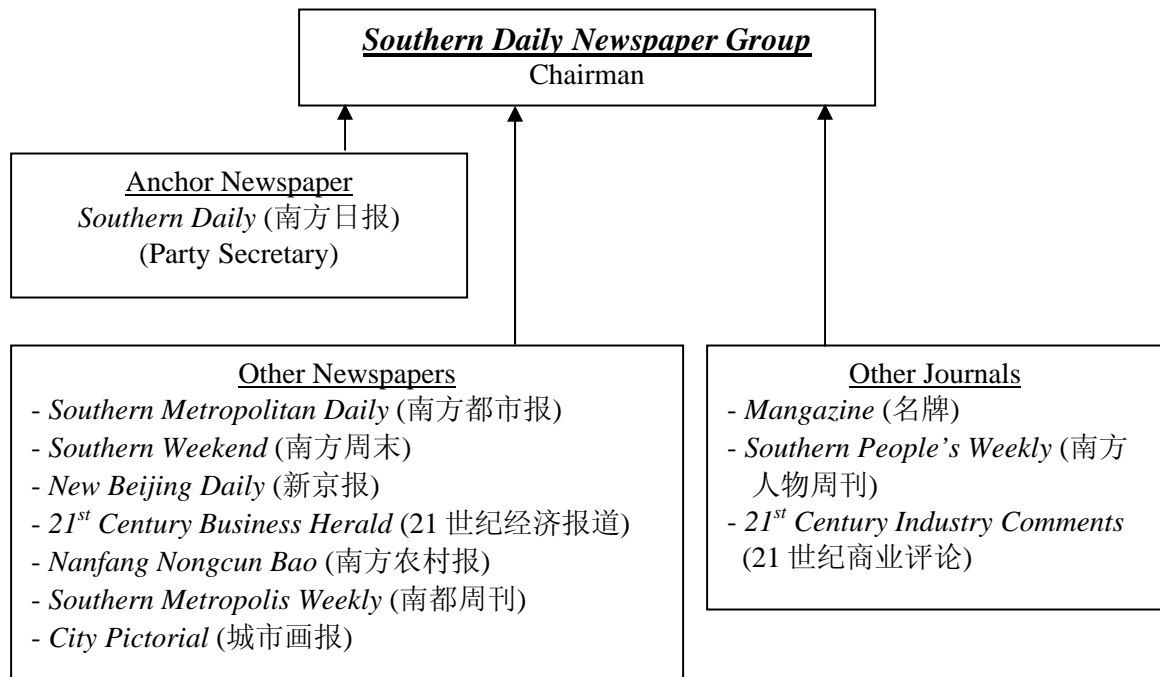 Southern Daily Newspaper Group
Chairman
Anchor Newspaper
Southern Daily (南方日报)
(Party Secretary)
Other Newspapers
- Southern Metropolitan Daily (南方都市报)
- Southern Weekend (南方周末)
- New Beijing Daily (新京报)
- 21st Century Business Herald (21 世纪经济报道)
- Nanfang Nongcun Bao (南方农村报)
- Southern Metropolis Weekly (南都周刊)
- City Pictorial (城市画报)
Other Journals
- Mangazine (名牌)
- Southern People’s Weekly (南方
人物周刊)
- 21st Century Industry Comments
(21 世纪商业评论)